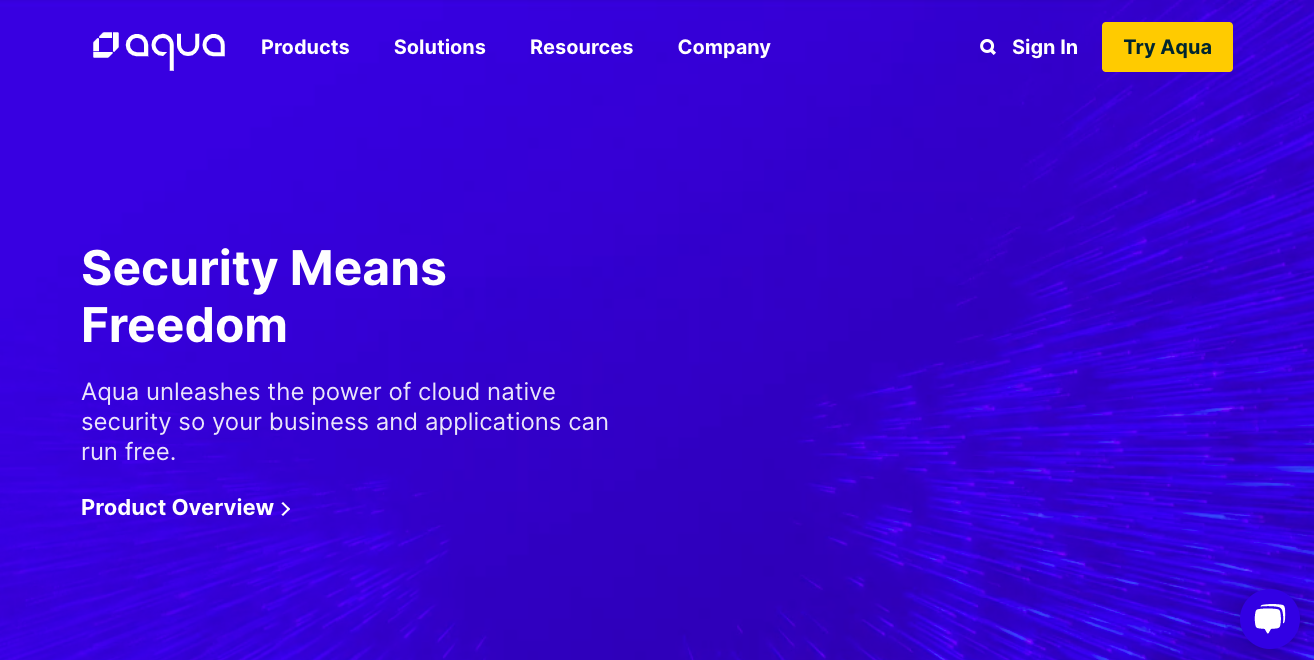 aqua
Products
Solutions
Resources
Company
Sign In
Try Aqua
Security Means
Freedom
Aqua unleashes the power of cloud native
security so your business and applications can
run free.
Product Overview